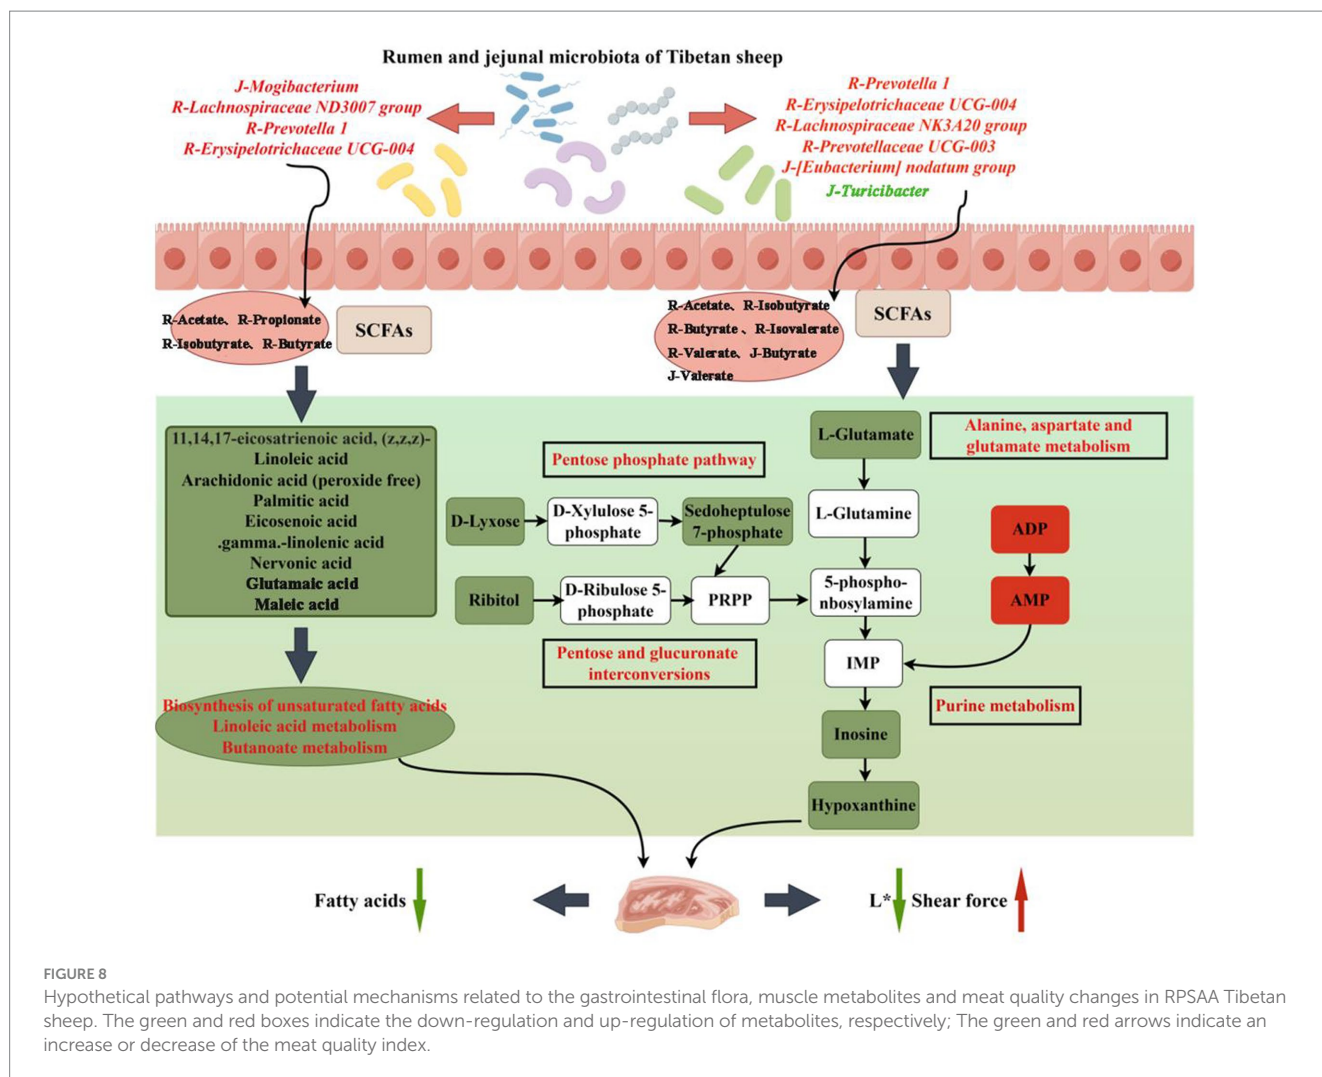 Rumen and jejunal microbiota of Tibetan sheep
J-Mogibacterium
R-Lachnospiraceae ND3007 group
R-Prevotella 1
R-Erysipelotrichaceae UCG-004
R-Prevotella 1
R-Erysipelotrichaceae UCG-004
R-Lachnospiraceae NK3A20 group
R-Prevotellaceae UCG-003
J-[Eubacterium] nodatum group
J-Turicibacter
R-Acetate、R-Propionate
R-Isobutyrate、R-Butyrate
SCFAs
R-Acetate、R-Isobutyrate
R-Butyrate 、R-Isovalerate
R-Valerate、J-Butyrate
J-Valerate
SCFAs
11,14,17-eicosatrienoic acid, (z,z,z)-
Linoleic acid
Arachidonic acid (peroxide free)
Palmitic acid
Eicosenoic acid
.gamma.-linolenic acid
Nervonic acid
Glutamaic acid
Maleic acid
Biosynthesis of unsaturated fatty acids
Linoleic acid metabolism
Butanoate metabolism
Pentose phosphate pathway
D-Lyxose
D-Xylulose 5-
phosphate
Sedoheptulose
7-phosphate
Ribitol
D-Ribulose 5-
phosphate
PRPP
Pentose and glucuronate
interconversions
L-Glutamate
L-Glutamine
5-phospho-
nbosylamine
IMP
Inosine
Hypoxanthine
Alanine, aspartate and
glutamate metabolism
ADP
AMP
Purine metabolism
Fatty acids
L*
Shear force
FIGURE 8
Hypothetical pathways and potential mechanisms related to the gastrointestinal flora, muscle metabolites and meat quality changes in RPSAA Tibetan
sheep. The green and red boxes indicate the down-regulation and up-regulation of metabolites, respectively; The green and red arrows indicate an
increase or decrease of the meat quality index.